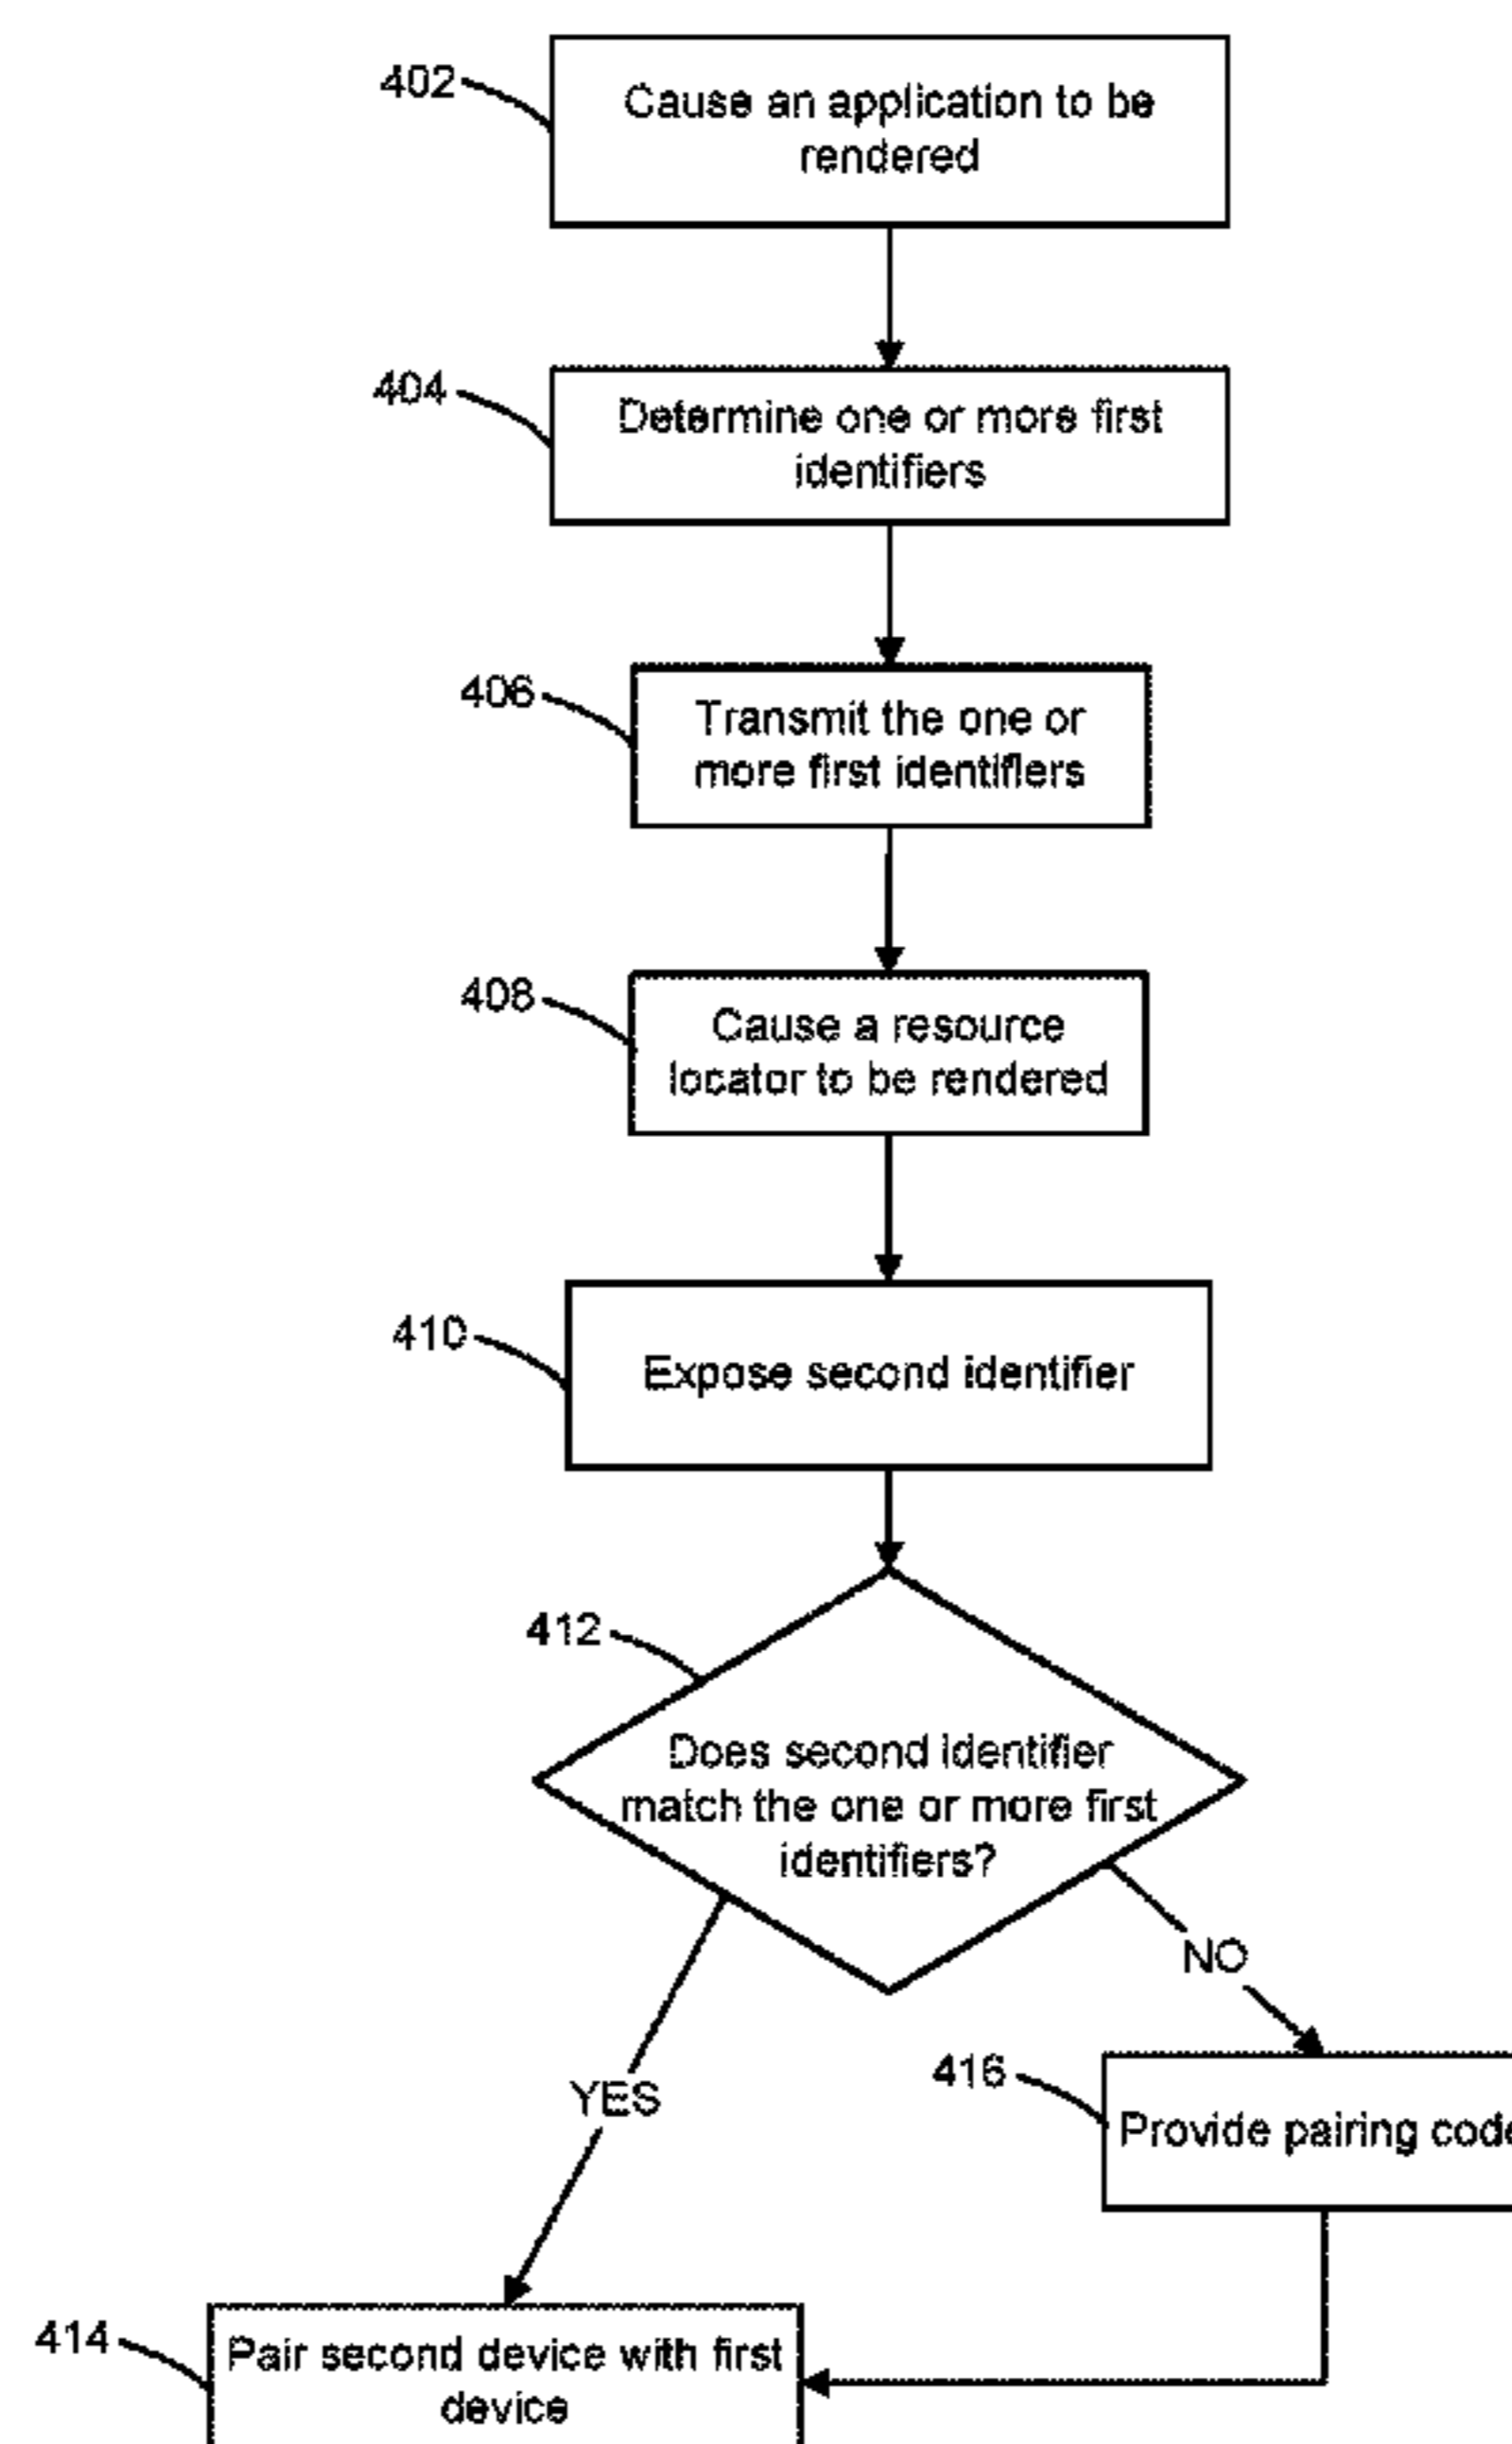 402
Cause an application to be
rendered
404
Determine one or more first
identifiers
406
Transmit the one or
more first identifiers
408
Cause a resource
locator to be rendered
410
Expose second identifier
412
Does second identifier
match the one or more first
identifiers?
NO
YES
416
Provide pairing code
414
Pair second device with first
device